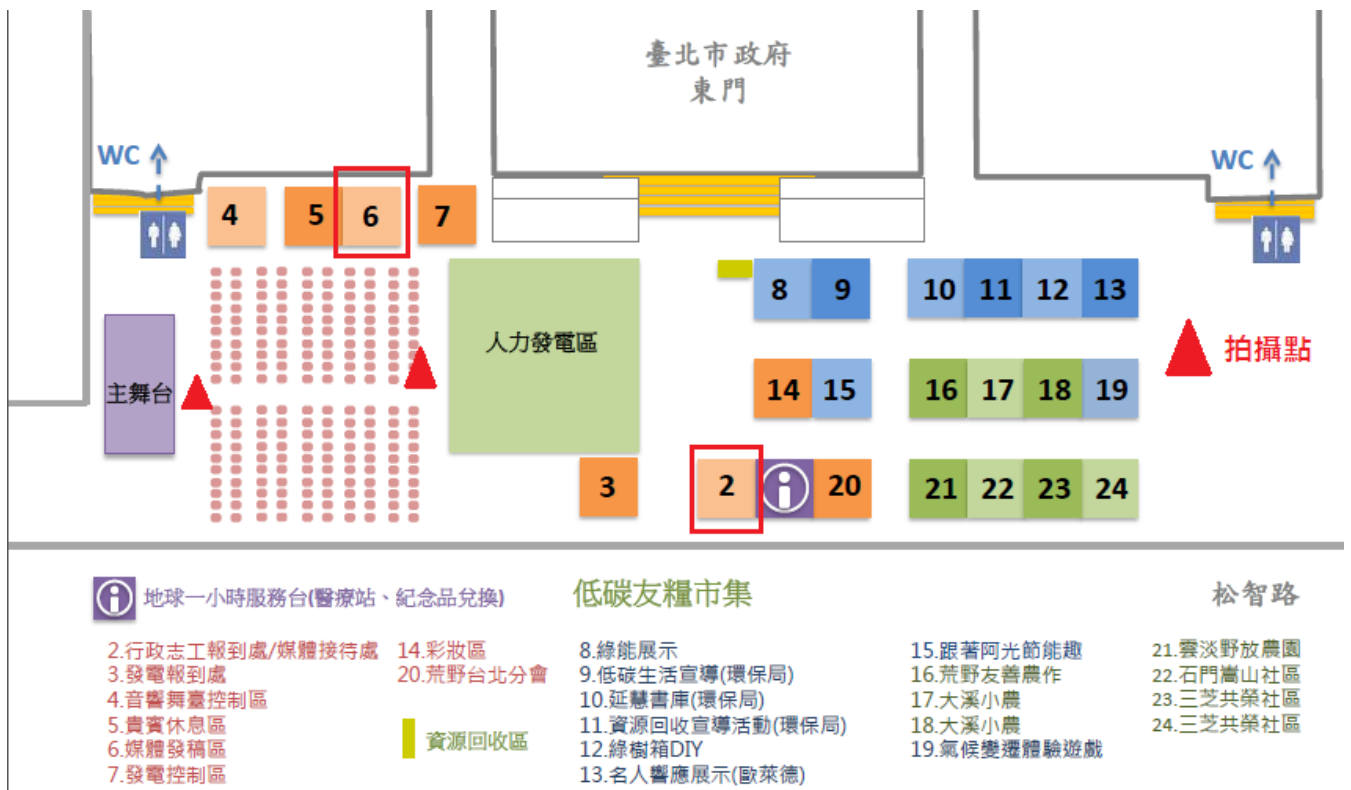 臺北市政府
東門
WC
WC
4
5
6
7
8
9
10
11
12
13
主舞台
人力發電區
拍攝點
14
15
16
17
18
19
3
2
i
20
21
22
23
24
i 地球一小時服務台(醫療站、紀念品兌換)
低碳友糧市集
松智路
2.行政志工報到處/媒體接待處
3.發電報到處
4.音響舞臺控制區
5.貴賓休息區
6.媒體發稿區
7.發電控制區
14.彩妝區
20.荒野台北分會
資源回收區
8.綠能展示
9.低碳生活宣導(環保局)
10.延慧書庫(環保局)
11.資源回收宣導活動(環保局)
12.綠樹箱DIY
13.名人響應展示(歐萊德)
15.跟著阿光節能趣
16.荒野友善農作
17.大溪小農
18.大溪小農
19.氣候變遷體驗遊戲
21.雲淡野放農園
22.石門嵩山社區
23.三芝共榮社區
24.三芝共榮社區